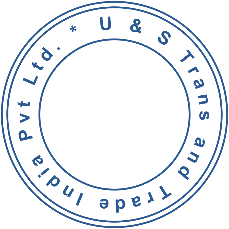 * U & S Trans and Trade India Pvt Ltd.